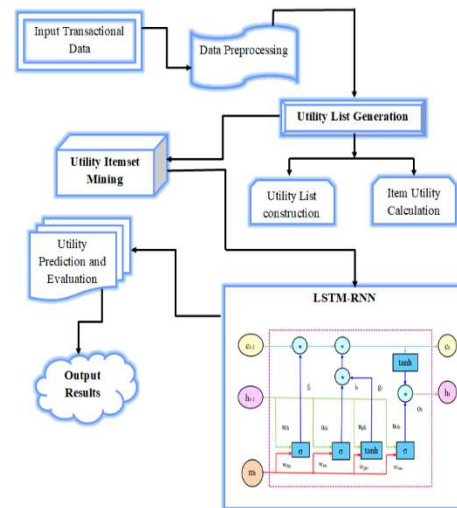 Input Transactional
Data
Data Preprocessing
Utility List Generation
Utility Itemset
Mining
Utility List
construction
Item Utility
Calculation
Utility
Prediction and
Evaluation
Output
Results
LSTM-RNN
tanh
σ
σ
tanh
σ